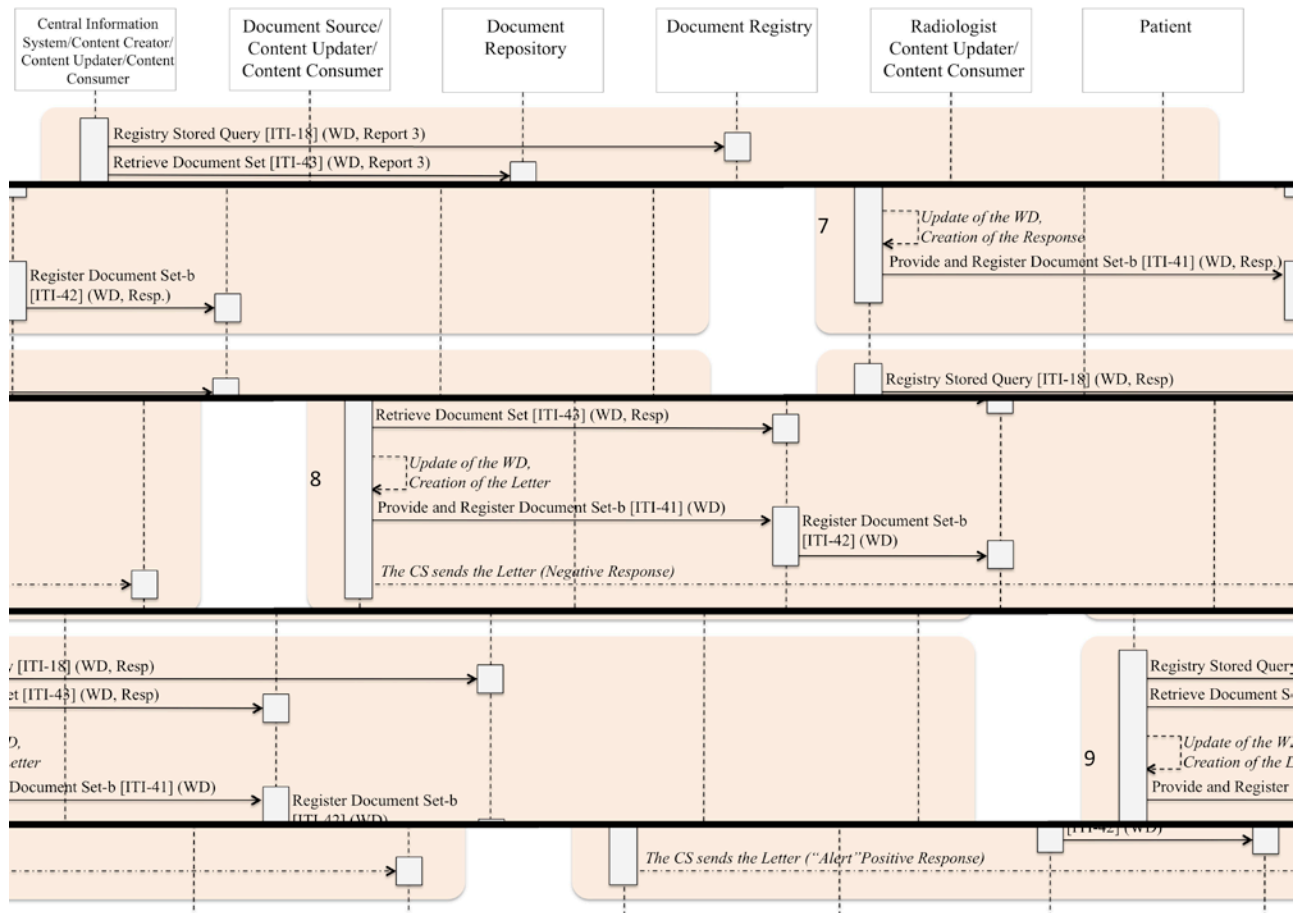 Central Information
System/Content Creator/
Content Updater/Content
Consumer
Document Source/
Content Updater/
Content Consumer
Document
Repository
Document Registry
Radiologist
Content Updater/
Content Consumer
Patient
Registry Stored Query [ITI-18] (WD, Report 3)
Retrieve Document Set [ITI-43] (WD, Report 3)
Register Document Set-b
[ITI-42] (WD, Resp.)
7
Update of the WD,
Creation of the Response
Provide and Register Document Set-b [ITI-41] (WD, Resp.)
Registry Stored Query [ITI-18] (WD, Resp)
Retrieve Document Set [ITI-43] (WD, Resp)
8
Update of the WD,
Creation of the Letter
Provide and Register Document Set-b [ITI-41] (WD)
Register Document Set-b
[ITI-42] (WD)
The CS sends the Letter (Negative Response)
[ITI-18] (WD, Resp)
[ITI-43] (WD, Resp)
Document Set-b [ITI-41] (WD)
Register Document Set-b
[ITI-42] (WD)
9
Registry Stored Query
Retrieve Document
Update of the
Creation of the
Provide and Register
[ITI-42] (WD)
The CS sends the Letter (“Alert”Positive Response)